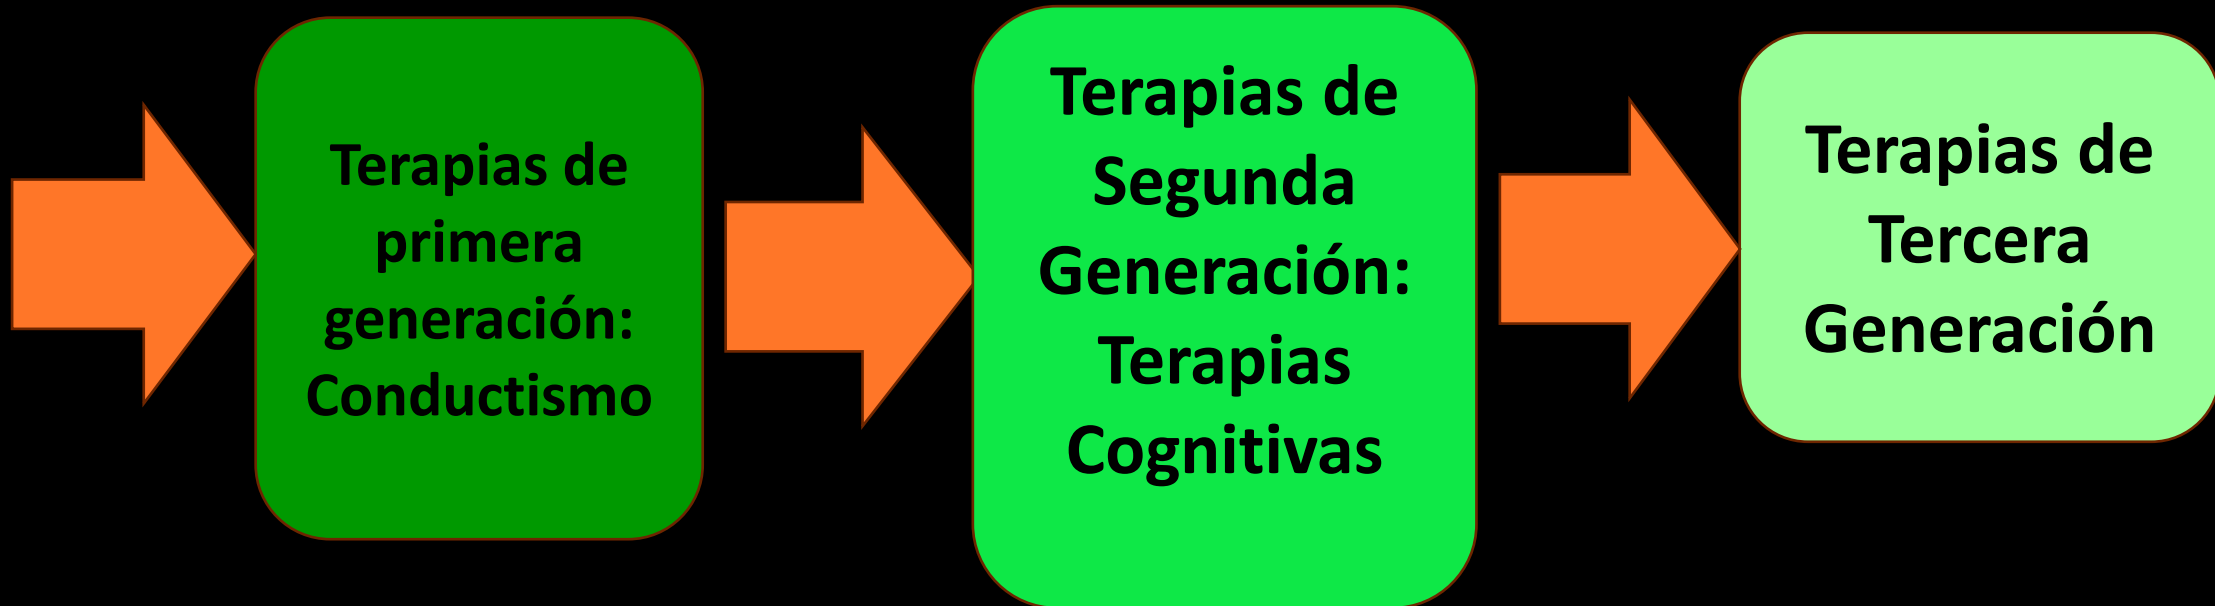 Terapias de
primera
generación:
Conductismo
Terapias de
Segunda
Generación:
Terapias
Cognitivas
Terapias de
Tercera
Generación